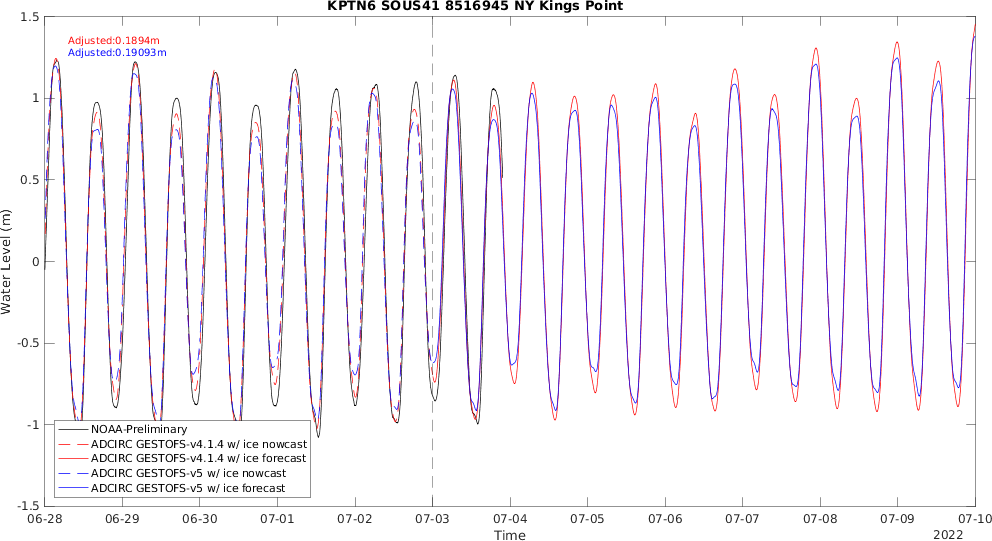 KPTN6 SOUS41 8516945 NY Kings Point
Adjusted:0.1894m
Adjusted:0.19093m
1.5
1
0.5
0
-0.5
-1
-1.5
Water Level (m)
NOAA-Preliminary
ADCIRC GESTOFS-v4.1.4 w/ ice nowcast
ADCIRC GESTOFS-v4.1.4 w/ ice forecast
ADCIRC GESTOFS-v5 w/ ice nowcast
ADCIRC GESTOFS-v5 w/ ice forecast
06-28 06-29 06-30 07-01 07-02 07-03 07-04 07-05 07-06 07-07 07-08 07-09 07-10
Time
2022